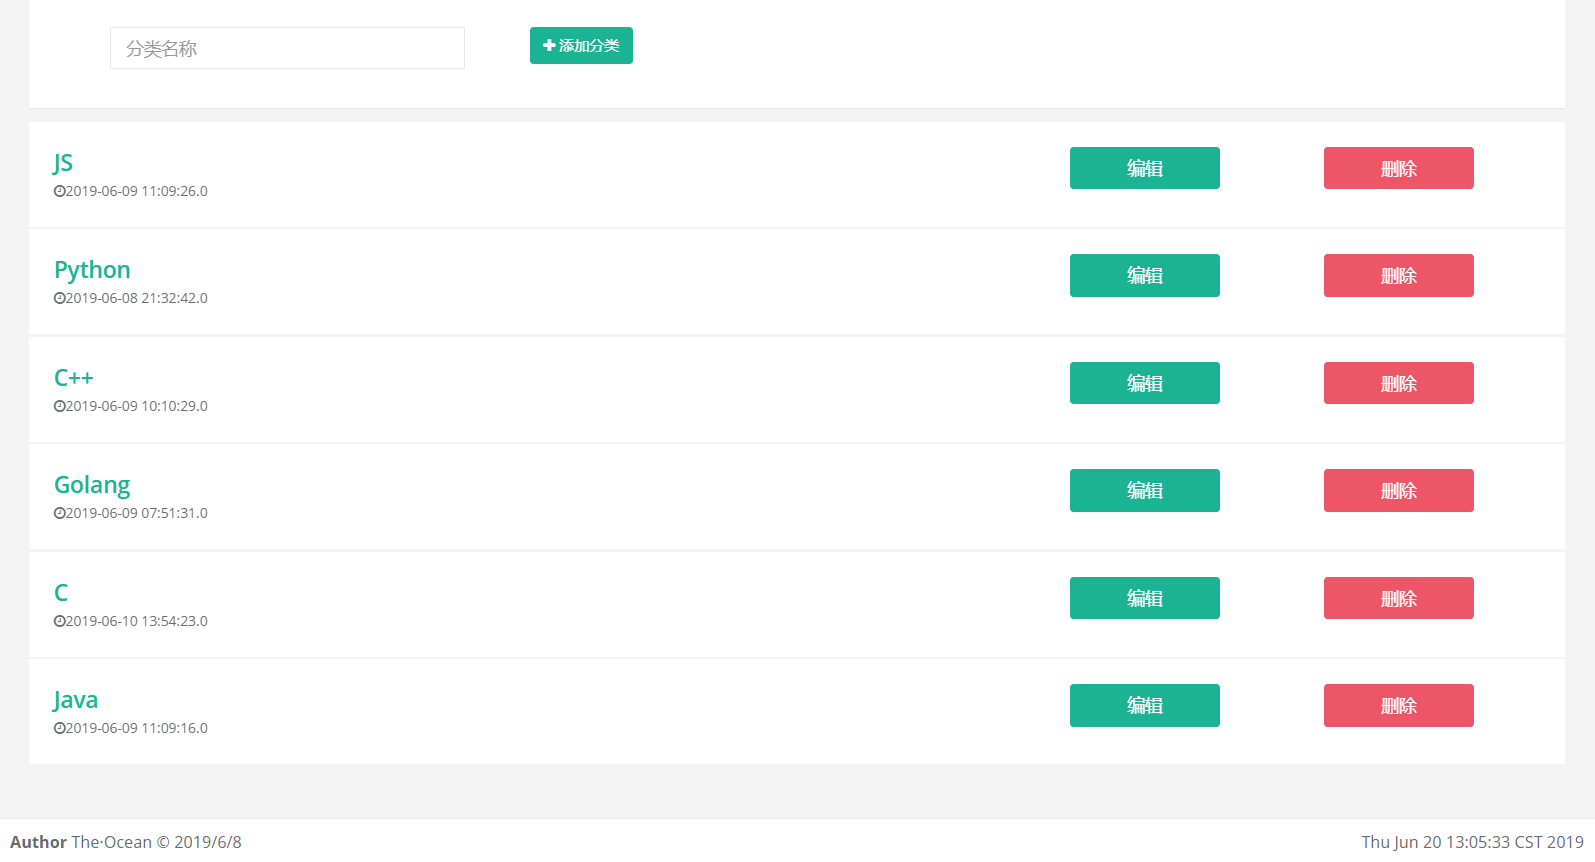 分类名称
添加分类
JS 编辑 删除
2019-06-09 11:09:26.0
Python 编辑 删除
2019-06-08 21:32:42.0
C++ 编辑 删除
2019-06-09 10:10:29.0
Golang 编辑 删除
2019-06-09 07:51:31.0
C 编辑 删除
2019-06-10 13:54:23.0
Java 编辑 删除
2019-06-09 11:09:16.0
Author The·Ocean © 2019/6/8
Thu Jun 20 13:05:33 CST 2019